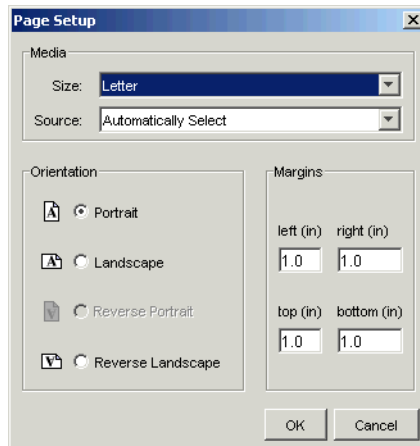 Page Setup
Media
Size: Letter
Source: Automatically Select
Orientation
A Portrait
A Landscape
A Reverse Portrait
A Reverse Landscape
Margins
left (in) right (in)
1.0 1.0
top (in) bottom (in)
1.0 1.0
OK Cancel